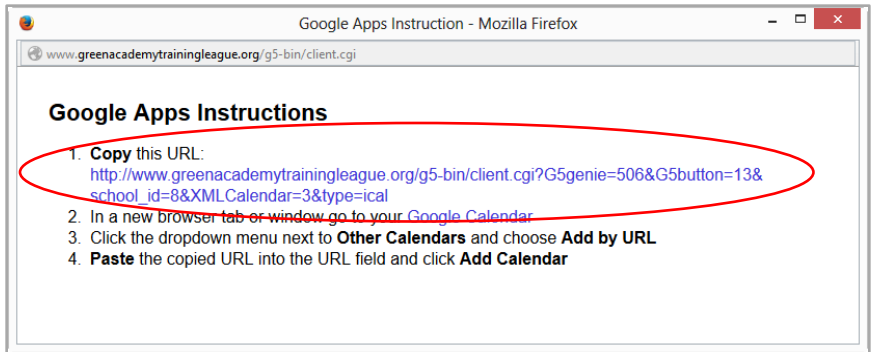 Google Apps Instruction - Mozilla Firefox
www.greenacademytrainingleague.org/g5-bin/client.cgi
Google Apps Instructions
1. Copy this URL:
http://www.greenacademytrainingleague.org/g5-bin/client.cgi?G5genie=506&G5button=13&
school_id=8&XMLCalendar=3&type=ical
2. In a new browser tab or window go to your Google Calendar
3. Click the dropdown menu next to Other Calendars and choose Add by URL
4. Paste the copied URL into the URL field and click Add Calendar